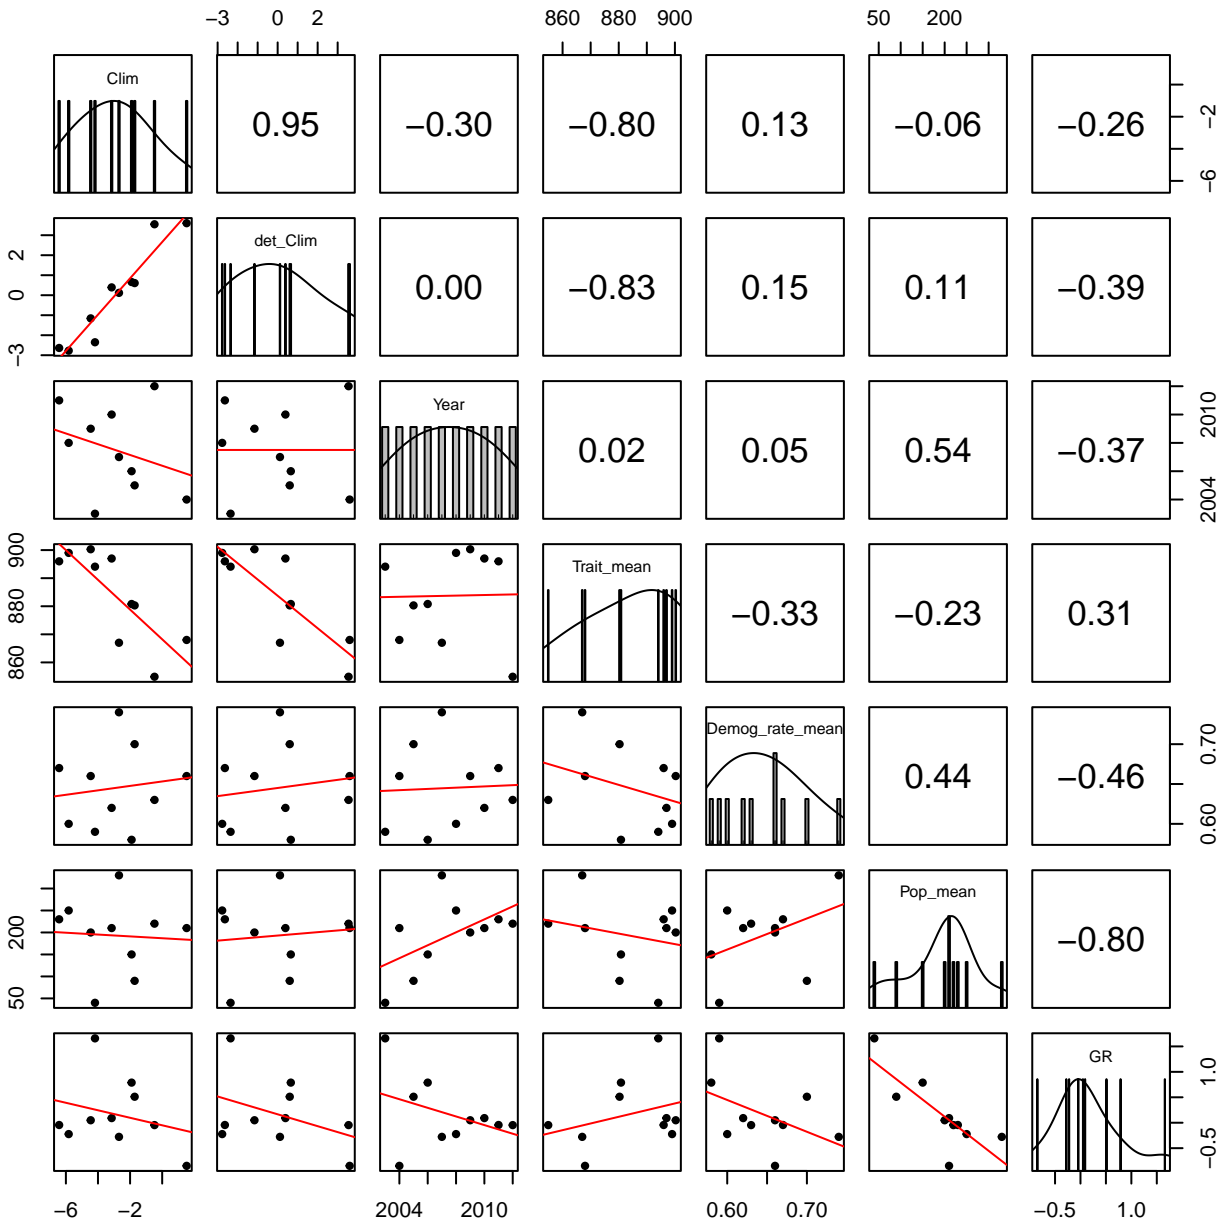 −3 0 2 860 880 900 50 200
Clim 0.95 −0.30 −0.80 0.13 −0.06 −0.26 −6 −2
−3 0 2 det_Clim 0.00 −0.83 0.15 0.11 −0.39
Year 0.02 0.05 0.54 −0.37 2004 2010
860 880 900 Trait_mean −0.33 −0.23 0.31
Demog_rate_mean 0.44 −0.46 0.60 0.70
50 200 Pop_mean −0.80
GR −0.5 1.0
−6 −2 2004 2010 0.60 0.70 −0.5 1.0